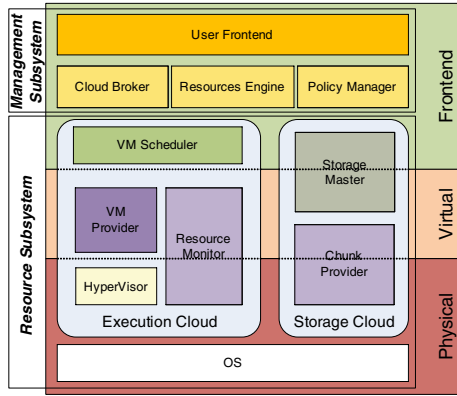 Management
Subsystem
User Frontend
Cloud Broker
Resources Engine
Policy Manager
Frontend
Resource Subsystem
VM Scheduler
Storage
Master
VM
Provider
Resource
Monitor
Virtual
Chunk
Provider
HyperVisor
Execution Cloud
Storage Cloud
Physical
OS